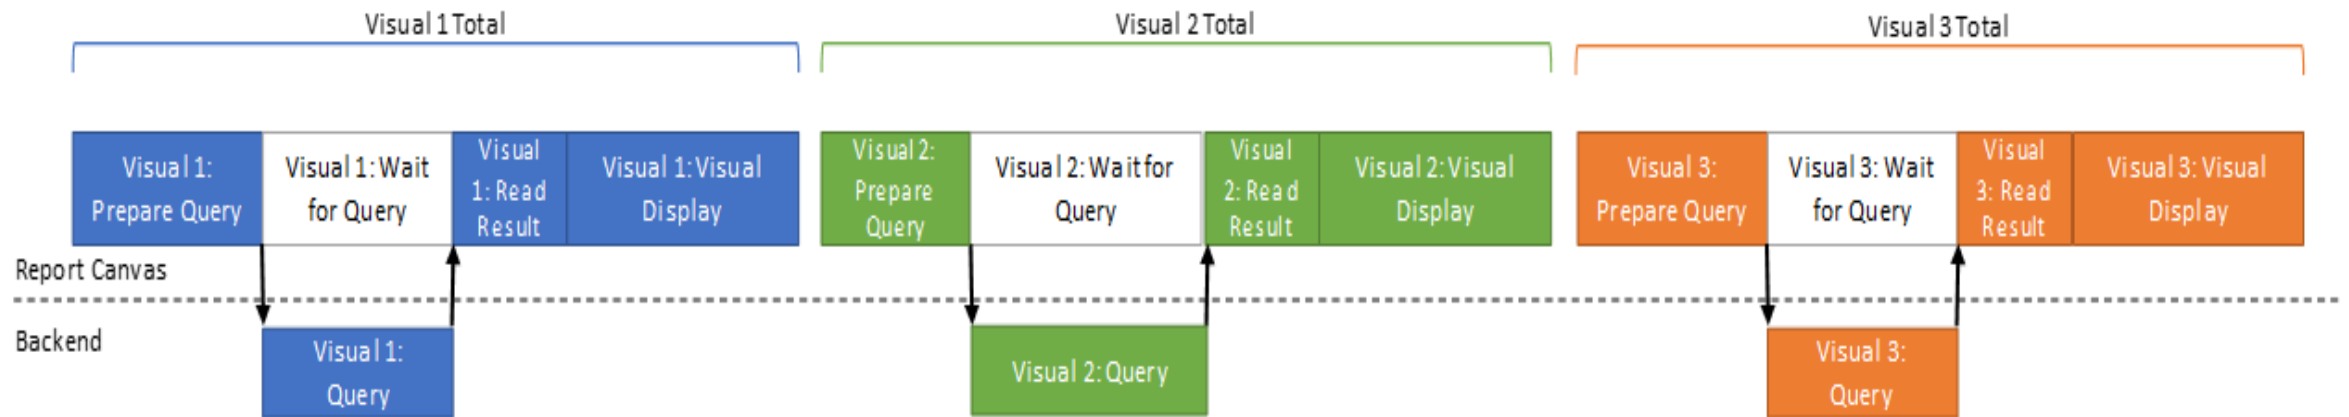 Visual 1 Total
Visual 2 Total
Visual 3 Total
Visual 1:
Prepare Query
Visual 1: Wait
for Query
Visual
1: Read
Result
Visual 1: Visual
Display
Visual 2:
Prepare
Query
Visual 2: Wait for
Query
Visual
2: Read
Result
Visual 2: Visual
Display
Visual 3:
Prepare Query
Visual 3: Wait
for Query
Visual
3: Read
Result
Visual 3: Visual
Display
Report Canvas
Backend
Visual 1:
Query
Visual 2: Query
Visual 3:
Query